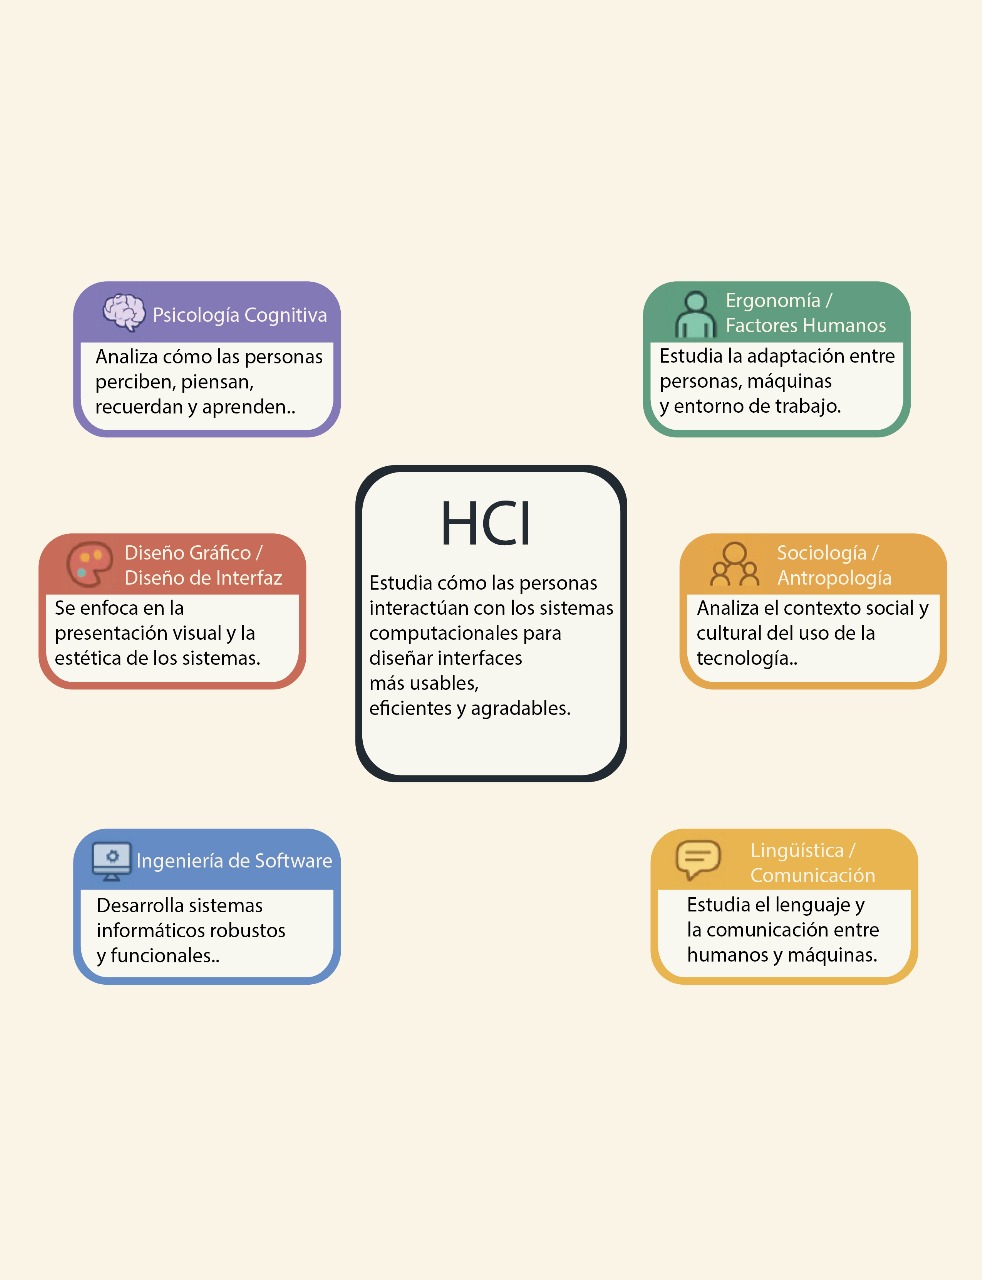 Psicología Cognitiva
Analiza cómo las personas
perciben, piensan,
recuerdan y aprenden..
Ergonomía /
Factores Humanos
Estudia la adaptación entre
personas, máquinas
y entorno de trabajo.
HCI
Estudia cómo las personas
interactúan con los sistemas
computacionales para
diseñar interfaces
más usables,
eficientes y agradables.
Diseño Gráfico /
Diseño de Interfaz
Se enfoca en la
presentación visual y la
estética de los sistemas.
Sociología /
Antropología
Analiza el contexto social y
cultural del uso de la
tecnología..
Ingeniería de Software
Desarrolla sistemas
informáticos robustos
y funcionales..
Lingüística /
Comunicación
Estudia el lenguaje y
la comunicación entre
humanos y máquinas.